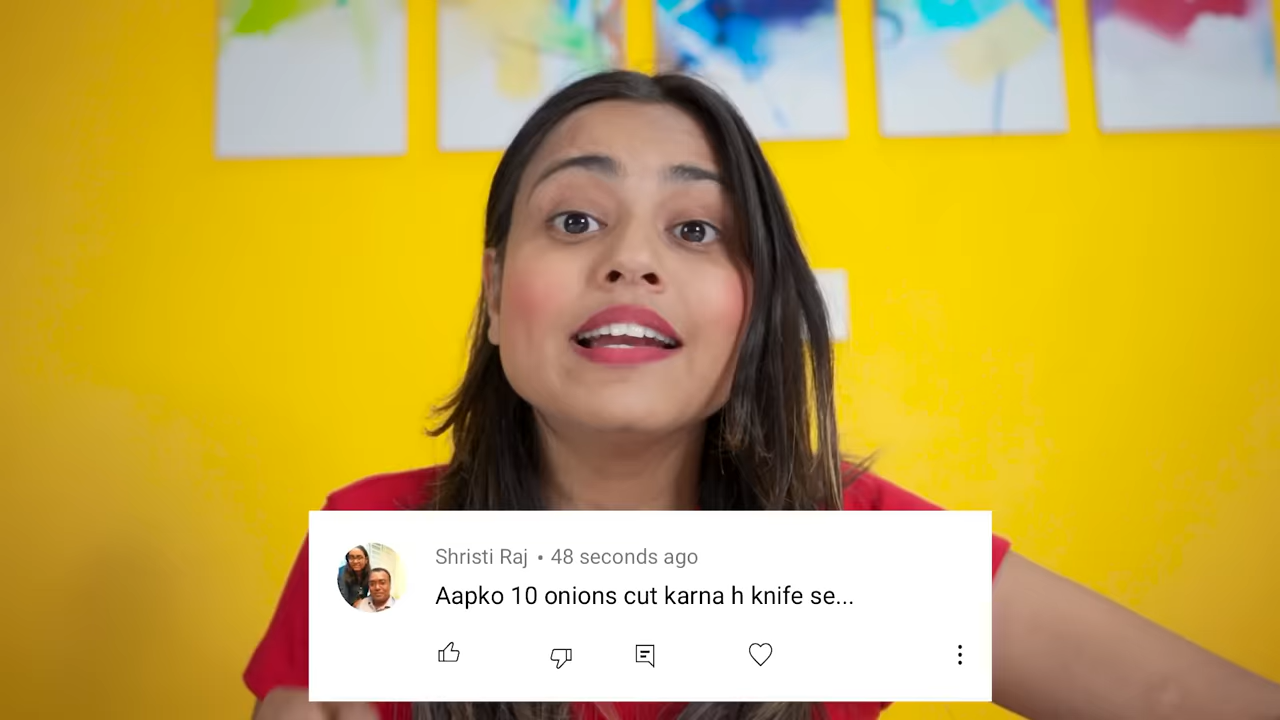 Shristi Raj • 48 seconds ago
Aapko 10 onions cut karna h knife se...